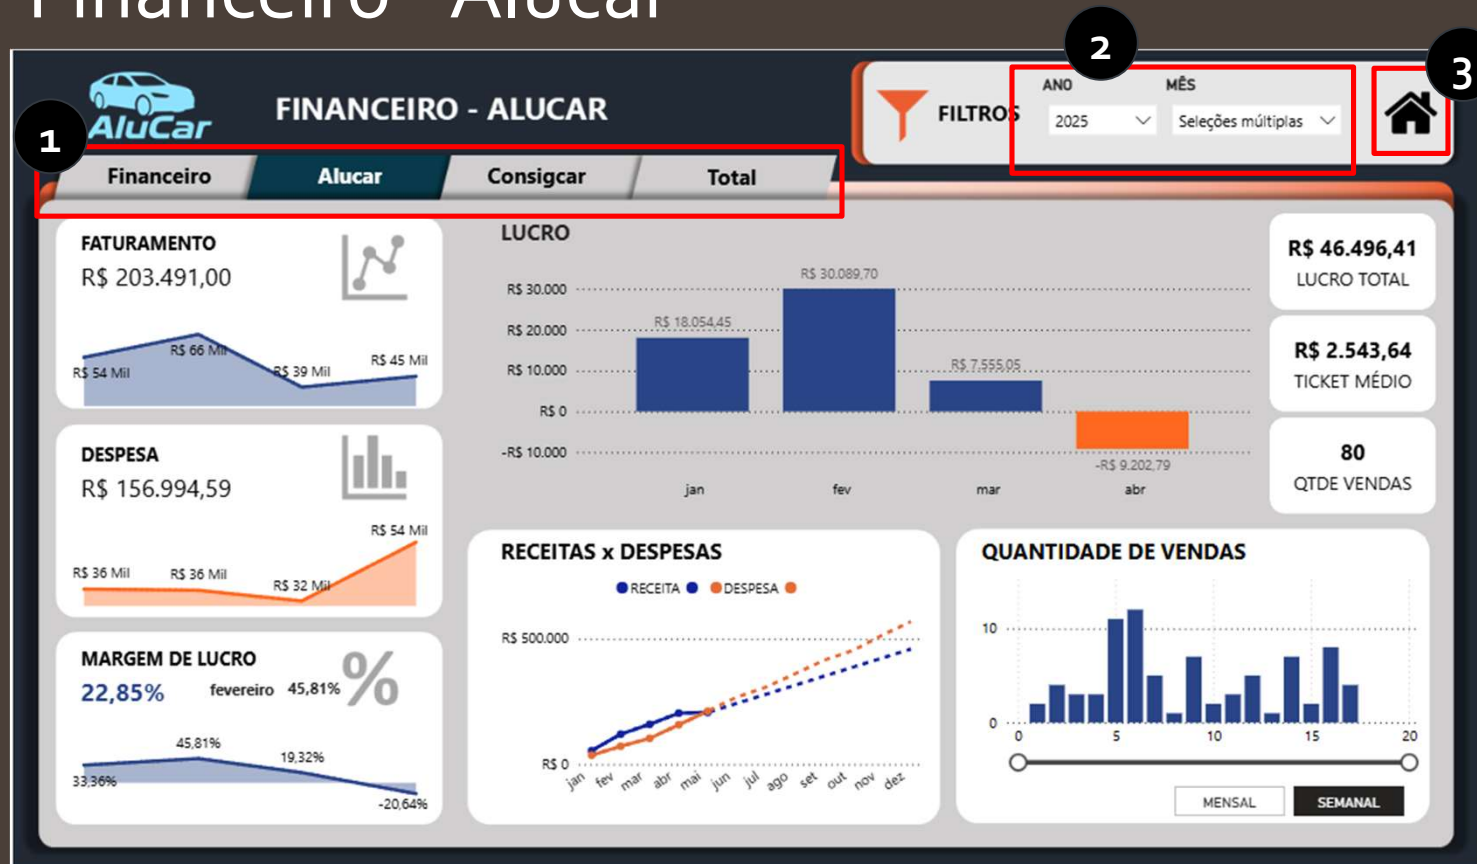 Financeiro - Alucar
1
2
3
AluCar
FINANCEIRO - ALUCAR
FILTROS
ANO
2025
MÊS
Seleções múltiplas
Financeiro
Alucar
Consigcar
Total
FATURAMENTO
R$ 203.491,00
R$ 54 Mil
R$ 66 Mil
R$ 39 Mil
R$ 45 Mil
DESPESA
R$ 156.994,59
R$ 36 Mil
R$ 36 Mil
R$ 32 Mil
R$ 54 Mil
MARGEM DE LUCRO
22,85%
fevereiro 45,81%
%
33,36%
45,81%
19,32%
-20,64%
LUCRO
R$ 30.000
R$ 20.000
R$ 10.000
R$ 0
-R$ 10.000
R$ 18.054,45
R$ 30.089,70
R$ 7.555,05
-R$ 9.202,79
jan
fev
mar
abr
R$ 46.496,41
LUCRO TOTAL
R$ 2.543,64
TICKET MÉDIO
80
QTDE VENDAS
RECEITAS x DESPESAS
RECEITA
DESPESA
R$ 500.000
R$ 0
jan
fev
mar
abr
mai
jun
jul
ago
set
out
nov
dez
QUANTIDADE DE VENDAS
10
0
0
5
10
15
20
MENSAL
SEMANAL